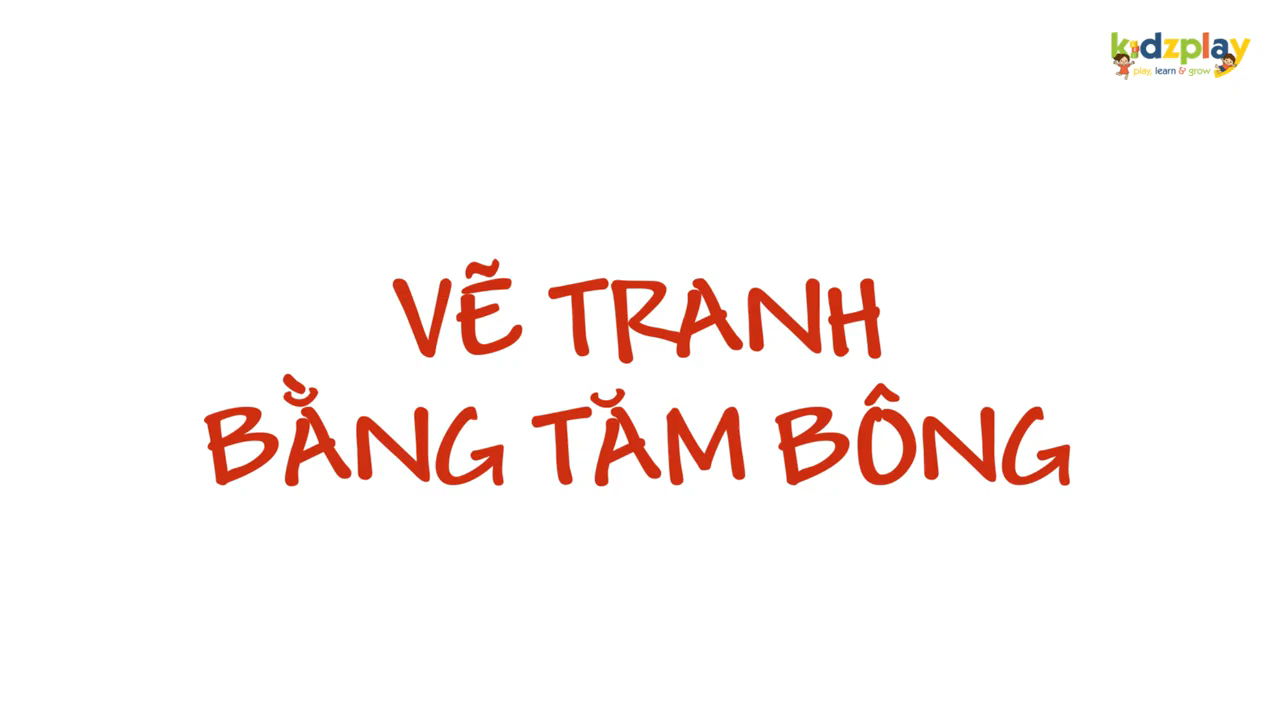 kidzplay
play, learn & grow
VẼ TRANH
BẰNG TĂM BÔNG